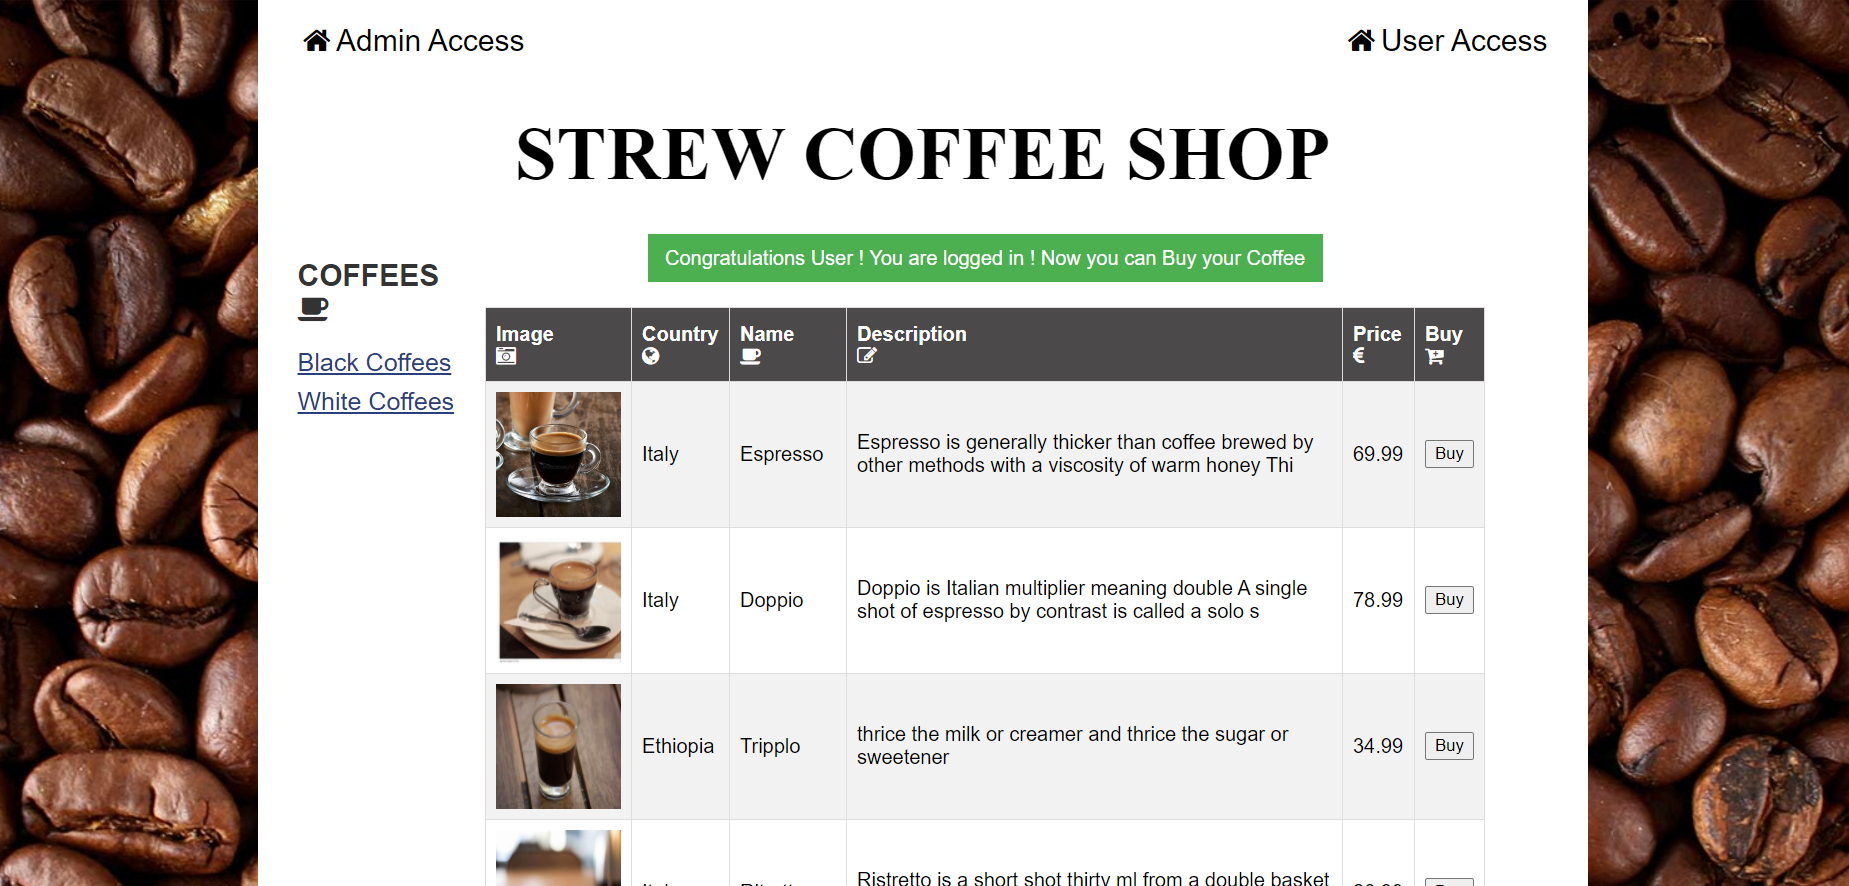 Admin Access
User Access
STREW COFFEE SHOP
Congratulations User ! You are logged in ! Now you can Buy your Coffee
COFFEES
Black Coffees
White Coffees
Image Country Name Description Price Buy
€
Italy Espresso Espresso is generally thicker than coffee brewed by
other methods with a viscosity of warm honey Thi
69.99 Buy
Italy Doppio Doppio is Italian multiplier meaning double A single
shot of espresso by contrast is called a solo s
78.99 Buy
Ethiopia Tripplo thrice the milk or creamer and thrice the sugar or
sweetener
34.99 Buy
Ristretto is a short shot thirty ml from a double basket